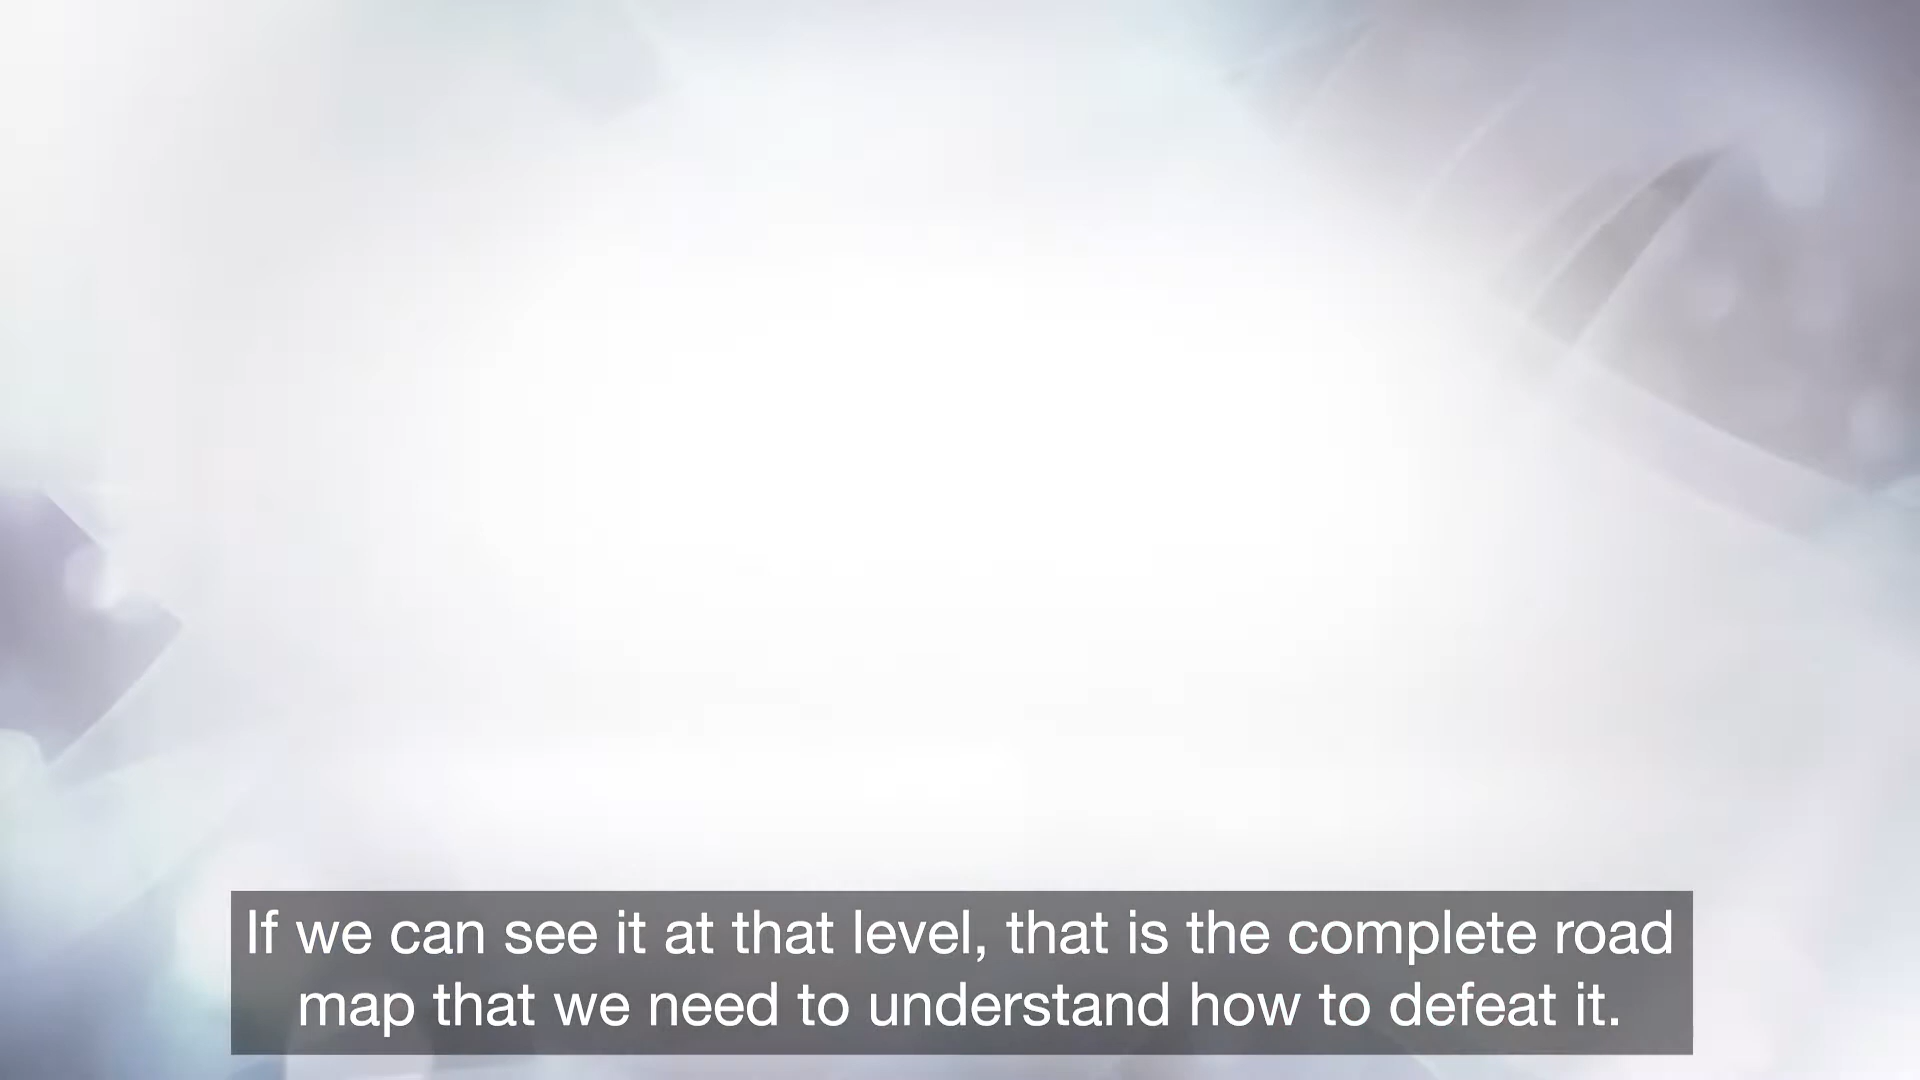 If we can see it at that level, that is the complete road
map that we need to understand how to defeat it.